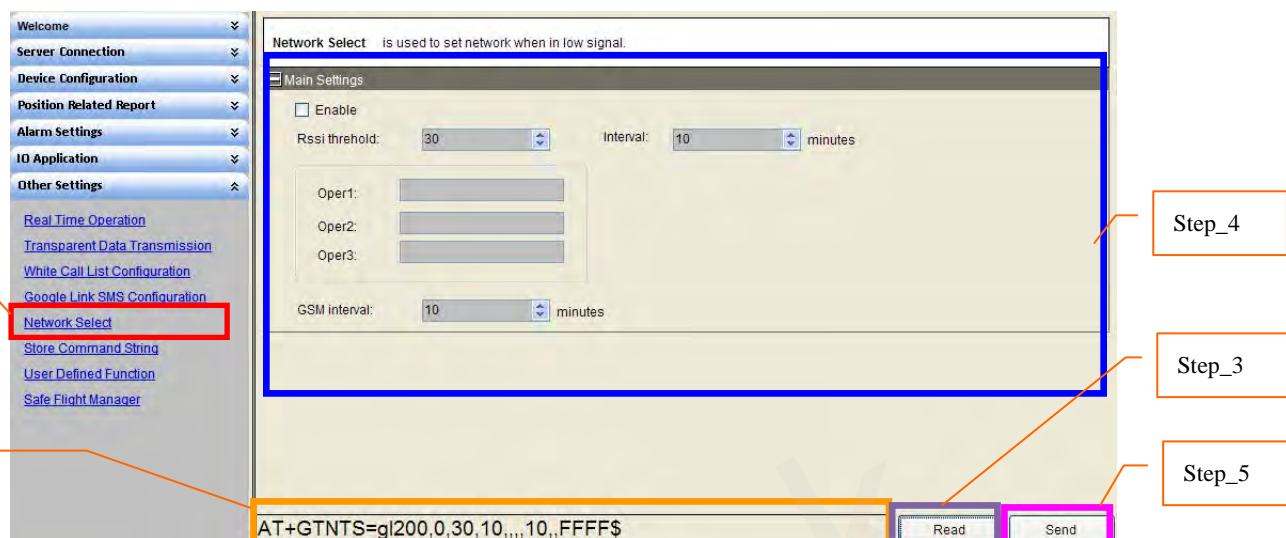 Welcome
Server Connection
Device Configuration
Position Related Report
Alarm Settings
IO Application
Other Settings
Real Time Operation
Transparent Data Transmission
White Call List Configuration
Google Link SMS Configuration
Network Select
Store Command String
User Defined Function
Safe Flight Manager
Network Select is used to set network when in low signal.
Main Settings
Enable
Rssi threhold: 30 Interval: 10 minutes
Oper1:
Oper2:
Oper3:
GSM interval: 10 minutes
AT+GTNTS=gl200,0,30,10,,,,10,,FFFF$
Read
Send
Step_4
Step_3
Step_5